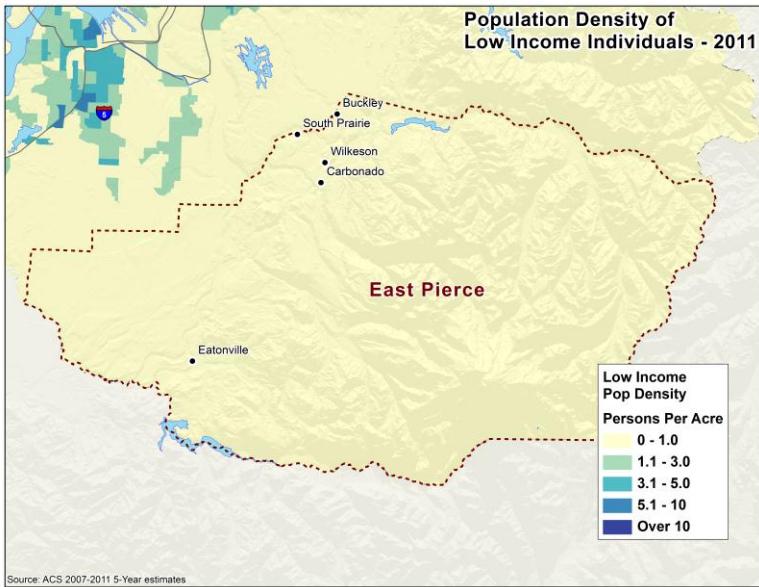 Population Density of
Low Income Individuals - 2011
Buckley
South Prairie
5
Wilkeson
Carbonado
East Pierce
Eatonville
Low Income
Pop Density
Persons Per Acre
0 - 1.0
1.1 - 3.0
3.1 - 5.0
5.1 - 10
Over 10
Source: ACS 2007-2011 5-Year estimates